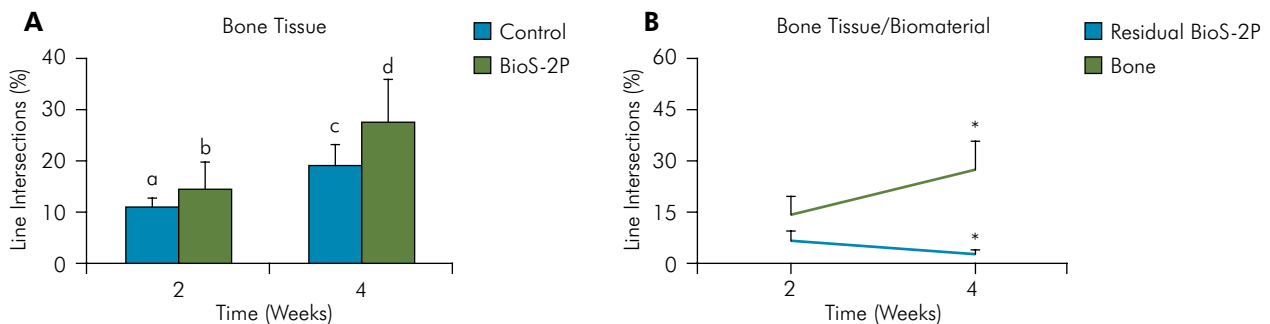 A
Bone Tissue
Control
BioS-2P
Line Intersections (%)
40
30
20
10
0
a
b
c
d
2
4
Time (Weeks)
B
Bone Tissue/Biomaterial
Residual BioS-2P
Bone
Line Intersections (%)
60
45
30
15
0
*
*
2
4
Time (Weeks)